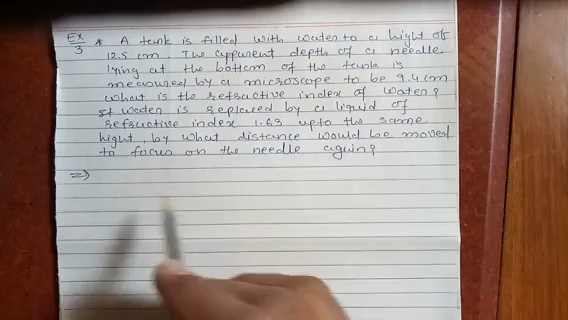 Ex
3 * A tank is filled with water to a hight of
12.5 cm. The apparent depth of a needle
lying at the bottom of the tank is
measured by a microscope to be 9.4 cm
what is the refractive index of water?
If water is replaced by a liquid of
refractive index 1.63 upto the same
hight, by what distance would be moved
to focus on the needle again?
⇒